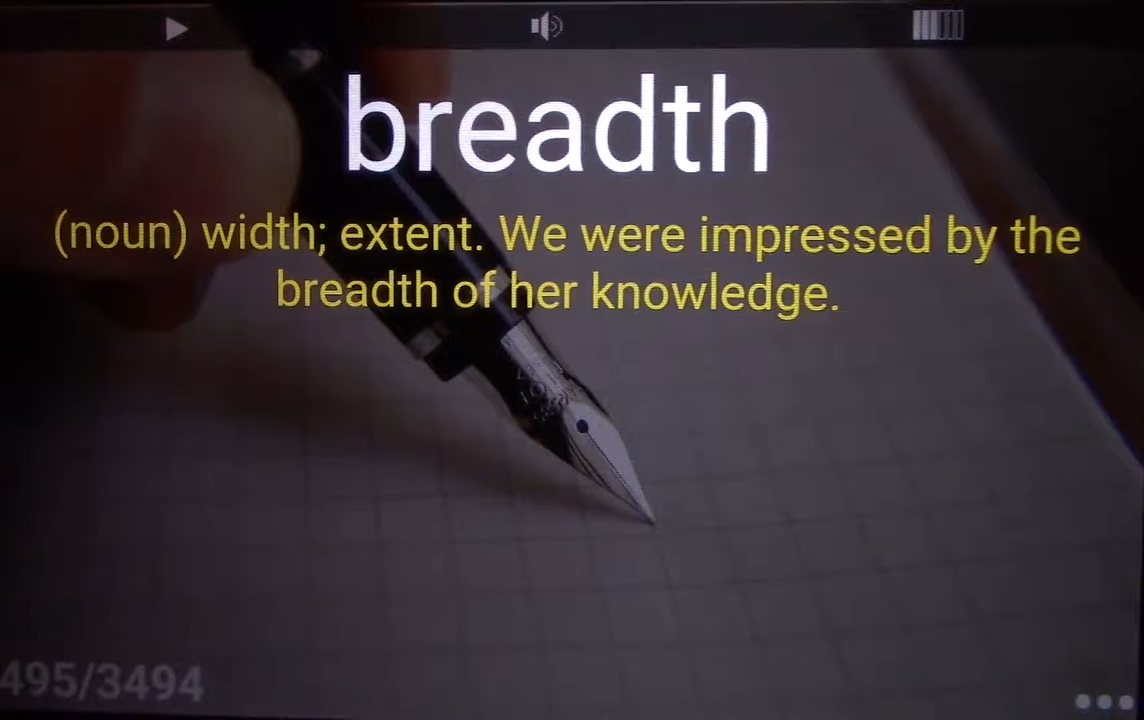 breadth
(noun) width; extent. We were impressed by the
breadth of her knowledge.
495/3494